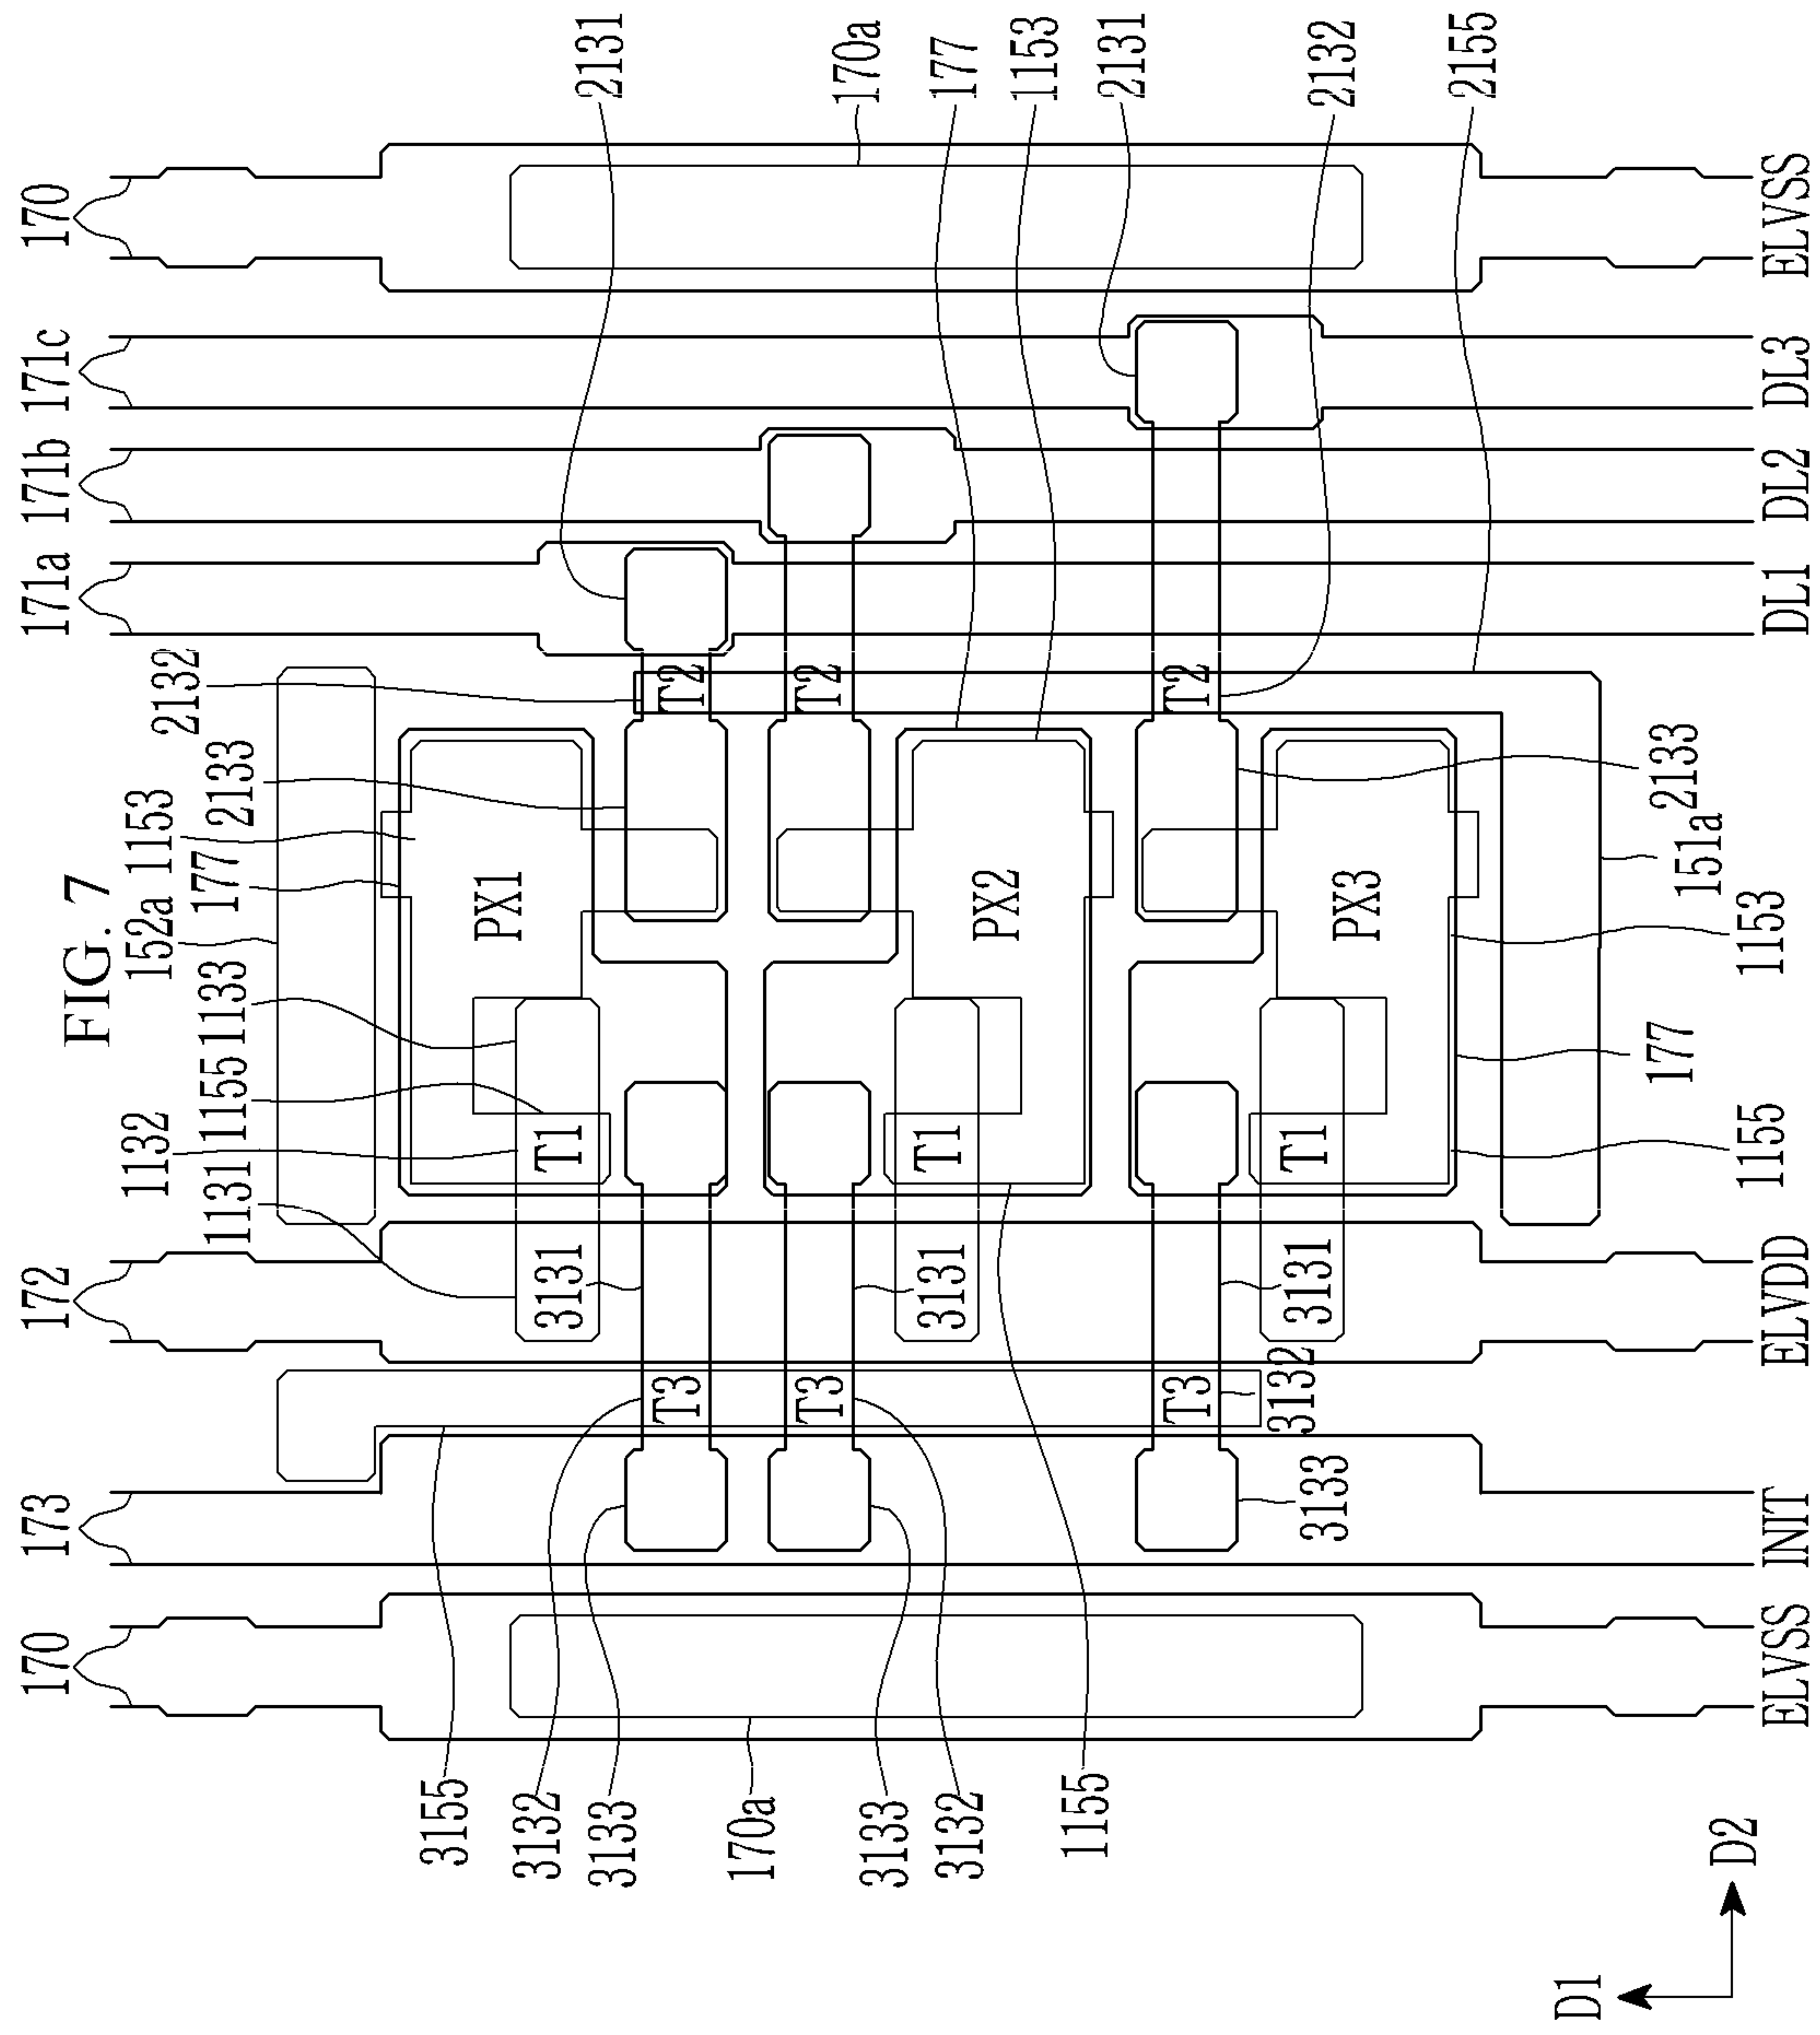 FIG. 7
170
173
172
171a
171b
171c
170
1132
152a
1153
2132
1131
1155
1133
177
2133
3155
PX1
3132
3131
T1
3133
2131
T3
T2
170a
T3
T2
170a
3133
3131
T1
177
3132
PX2
1153
1155
2131
T3
T2
3132
3131
T1
2132
3133
PX3
2155
D1
177
2133
151a
1155
1153
D2
ELVSS
INIT
ELVDD
DL1
DL2
DL3
ELVSS